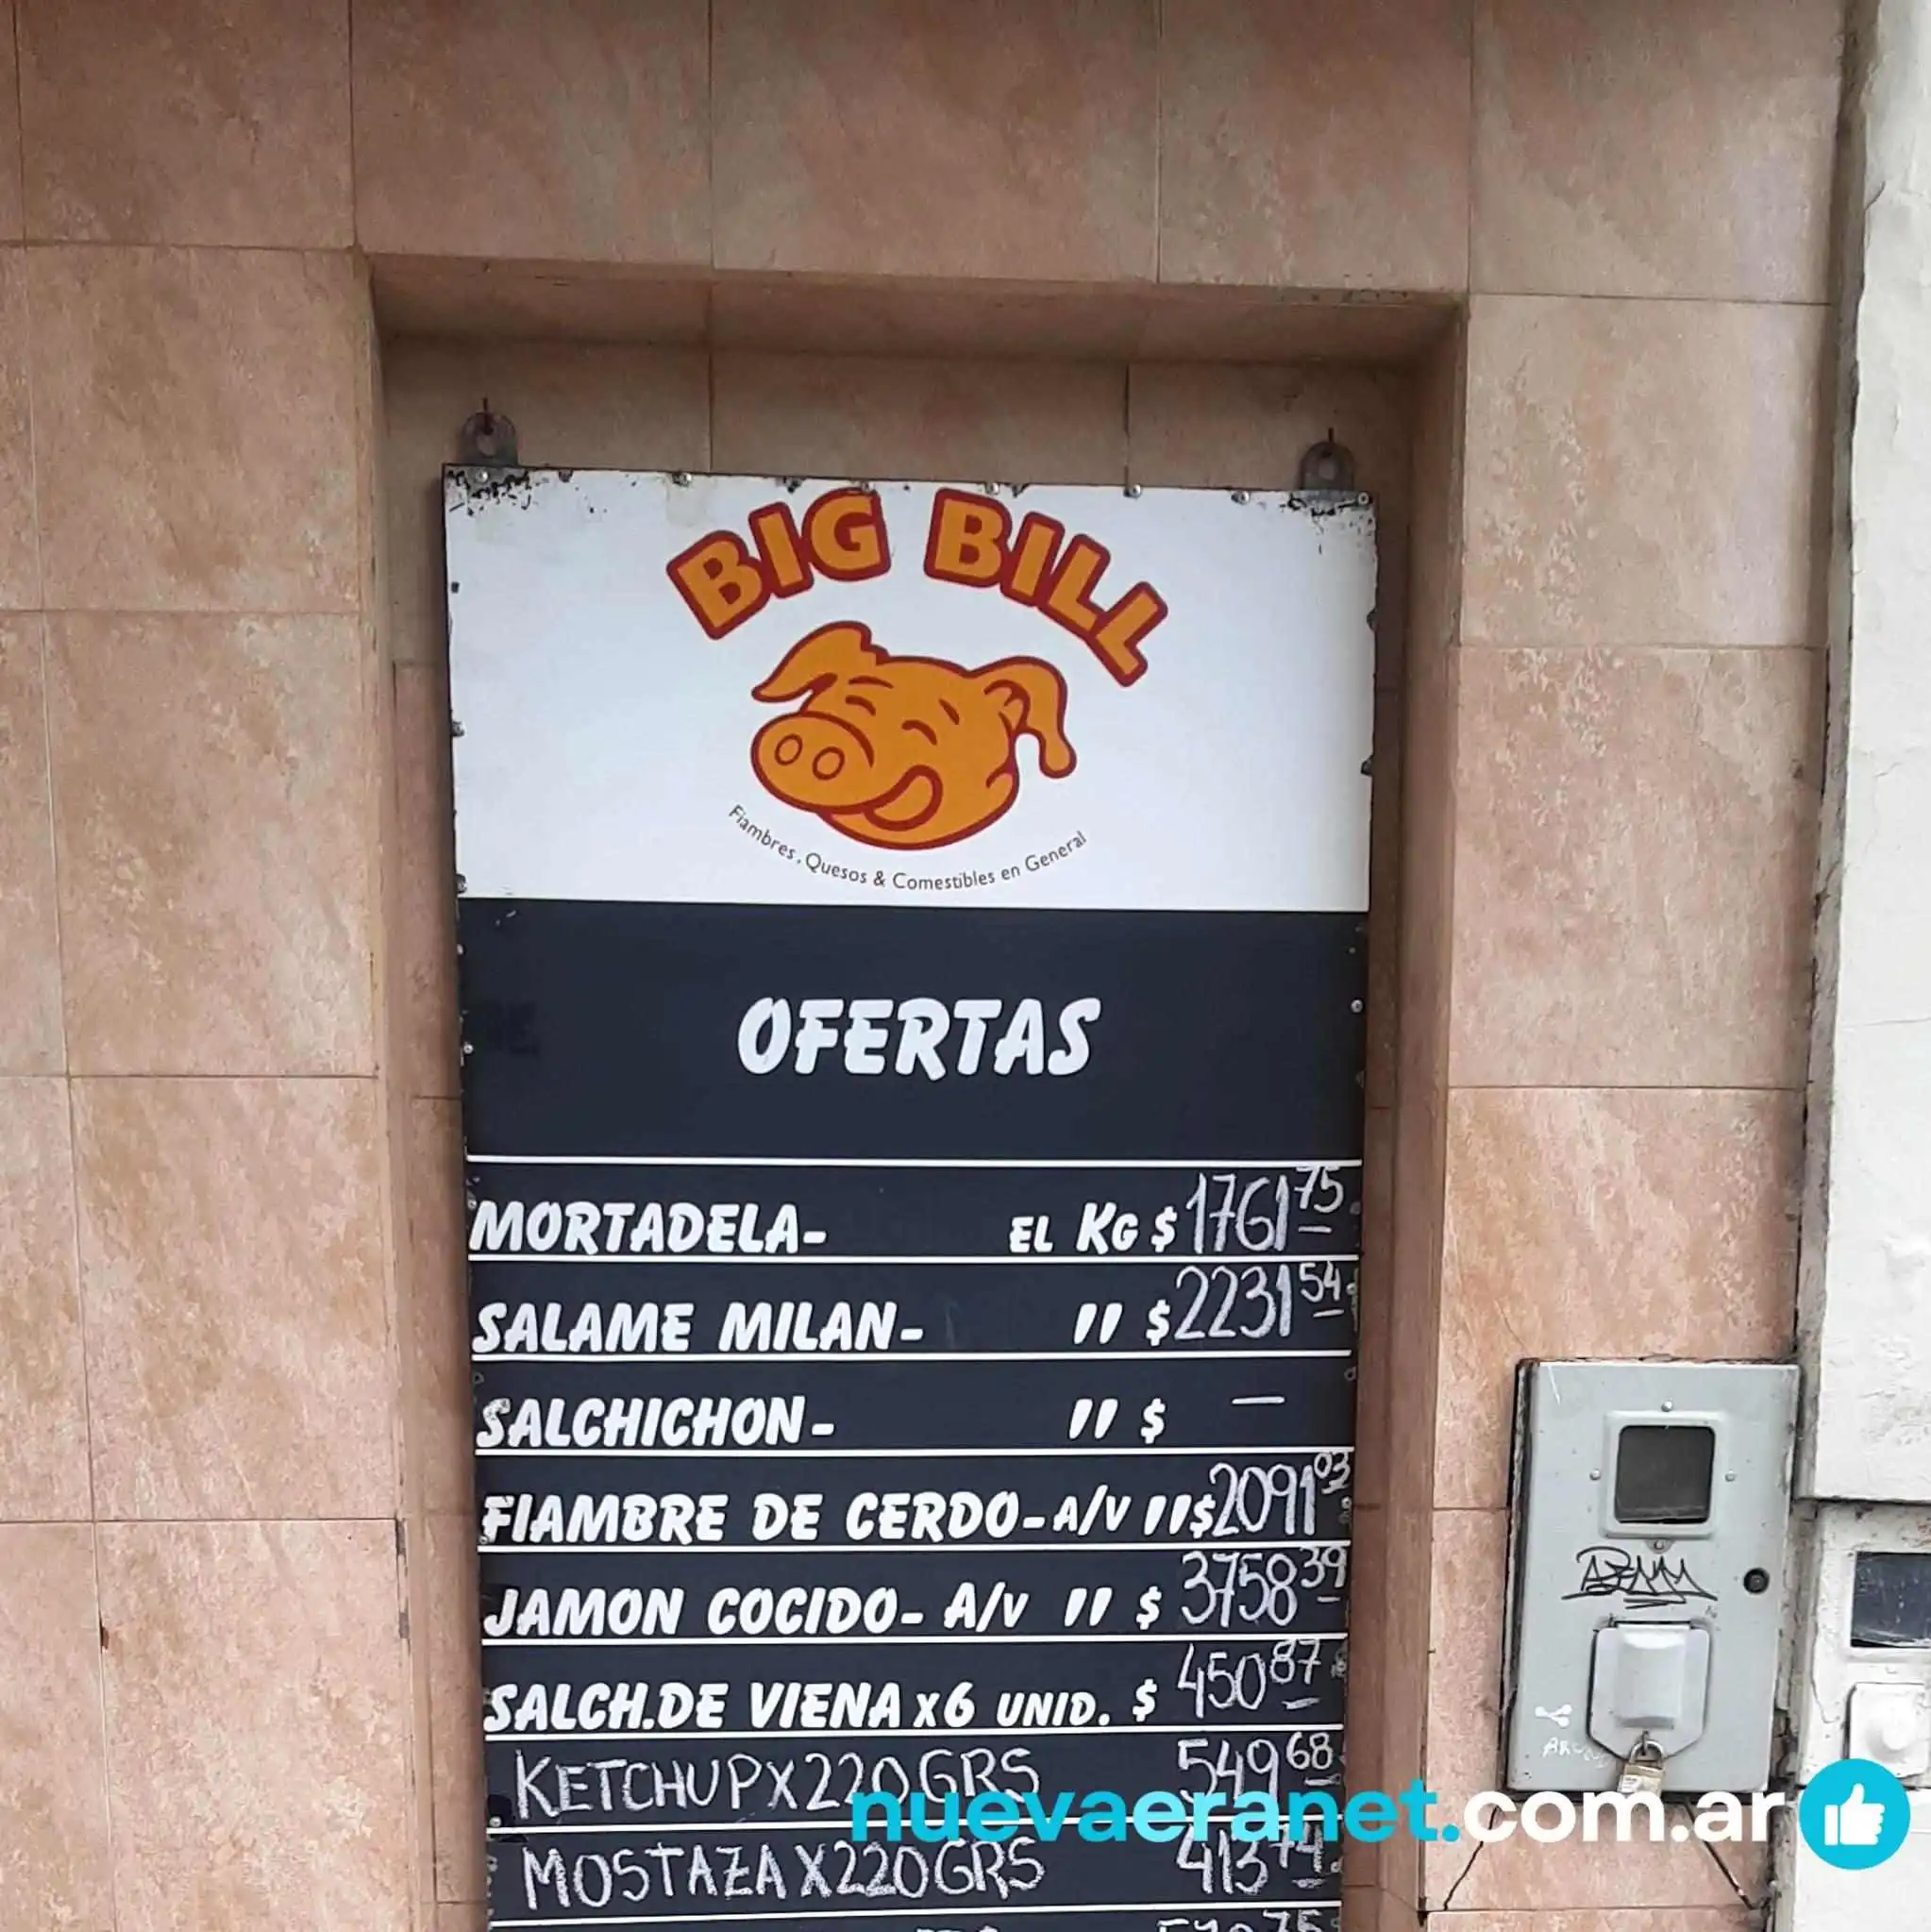 BIG BILL
Fiambres, Quesos & Comestibles en General
OFERTAS
MORTADELA- EL KG $ 1761 75
SALAME MILAN- " $ 2231 54
SALCHICHON- " $ —
FIAMBRE DE CERDO- A/V " $ 2091 03
JAMON COCIDO- A/V " $ 3758 39
SALCH.DE VIENA x6 UNID. $ 450 87
KETCHUP X 220 GRS 549 68
MOSTAZA X 220 GRS 413 74
nuevaeranet.com.ar